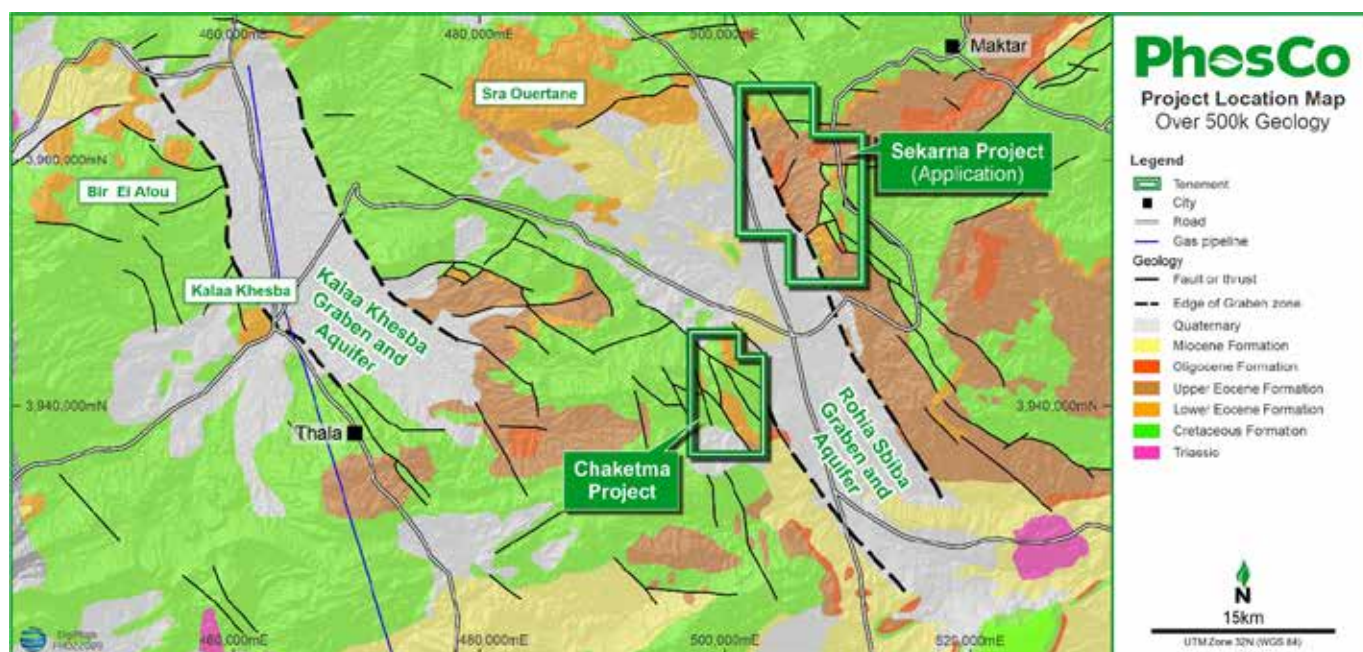 460,000mE
480,000mE
500,000mE
Maktar
Sra Ouertane
3,960,000mN
Bir El Afou
Sekarna Project
(Application)
Kalaa Khesba
Kalaa Khesba
Graben and
Aquifer
3,940,000mN
3,940,000mN
Thala
Chaketma
Project
Rohia Sbiba
Graben and
Aquifer
460,000mE
480,000mE
500,000mE
520,000mE
PhosCo
Project Location Map
Over 500k Geology
Legend
Tenement
City
Road
Gas pipeline
Geology
Fault or thrust
Edge of Graben zone
Quaternary
Miocene Formation
Oligocene Formation
Upper Eocene Formation
Lower Eocene Formation
Cretaceous Formation
Triassic
N
15km
UTM Zone 32N (WGS 84)